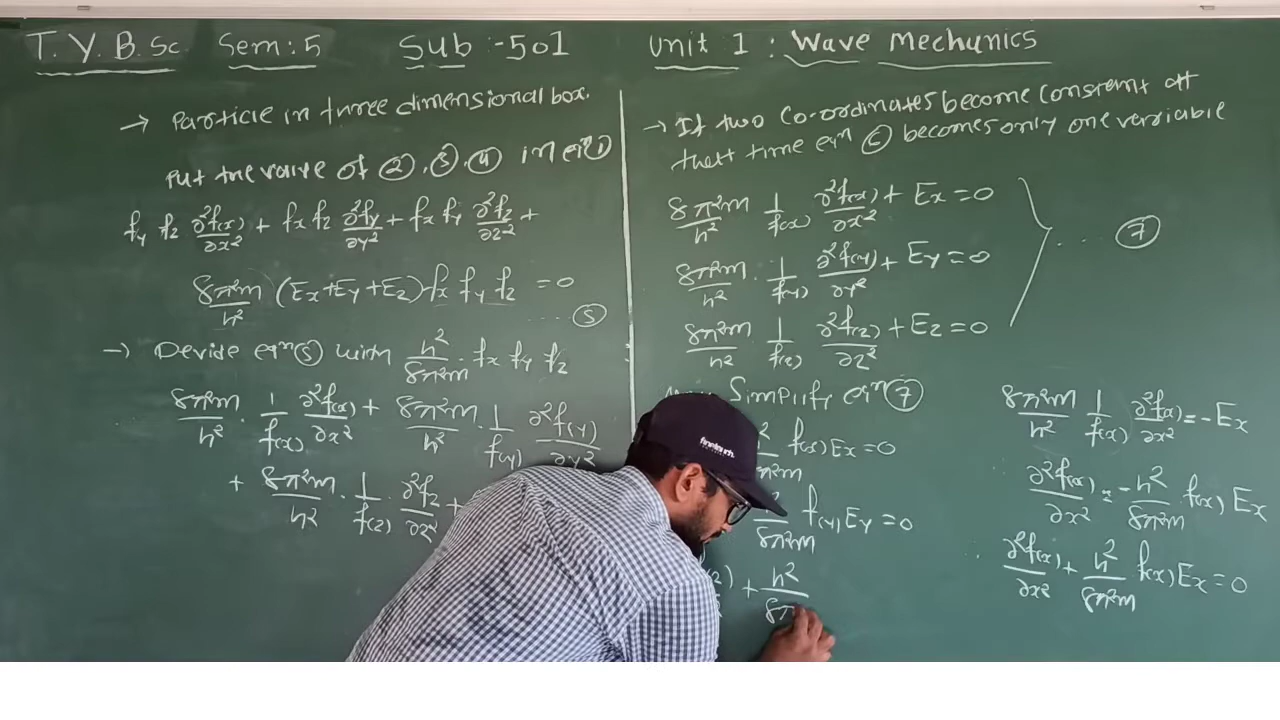 T.Y.B.Sc Sem:5 Sub:-501 Unit 1: Wave Mechanics
→ Particle in three dimensional box.
Put the value of ②, ③, ④ in eqⁿ①
fy fz ∂²f(x)/∂x² + fx fz ∂²fy/∂y² + fx fy ∂²fz/∂z² +
8π²m/h² (Ex+Ey+Ez) fx fy fz = 0
.... ⑤
→ Devide eqⁿ⑤ with h²/8π²m · fx fy fz
8π²m/h² · 1/f(x) ∂²f(x)/∂x² + 8π²m/h² · 1/f(y) ∂²f(y)/∂y²
+ 8π²m/h² · 1/f(z) · ∂²fz/∂z² +
→ If two co-ordinates become constant at
that time eqⁿ ⑥ becomes only one variable
8π²m/h² 1/f(x) ∂²f(x)/∂x² + Ex = 0
8π²m/h² · 1/f(y) ∂²f(y)/∂y² + Ey = 0
.... ⑦
8π²m/h² · 1/f(z) ∂²f(z)/∂z² + Ez = 0
Simplify eqⁿ ⑦
f(x) Ex = 0
8π²m f(y) Ey = 0
+ h²/8π
8π²m/h² 1/f(x) · ∂²f(x)/∂x² = -Ex
∴ ∂²f(x)/∂x² = -h²/8π²m · f(x) Ex
∴ ∂²f(x)/∂x² + h²/8π²m f(x) Ex = 0